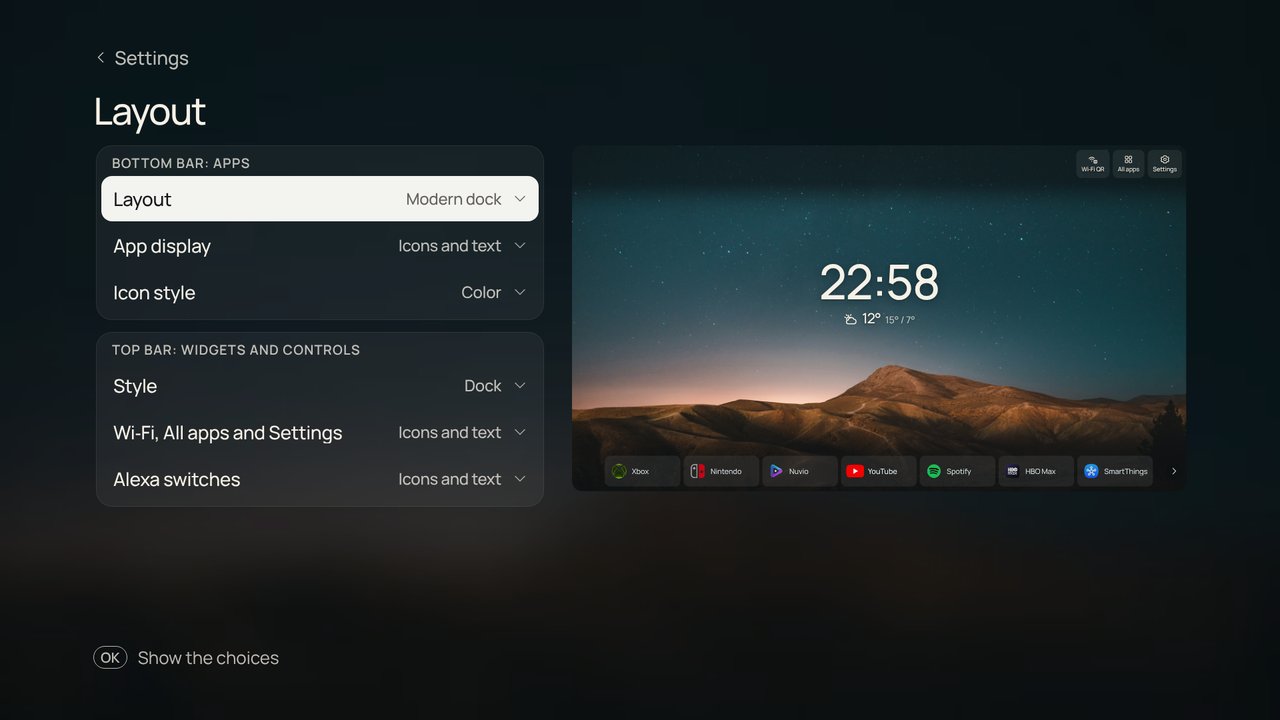 Settings
Layout
BOTTOM BAR: APPS
Layout Modern dock
App display Icons and text
Icon style Color
TOP BAR: WIDGETS AND CONTROLS
Style Dock
Wi-Fi, All apps and Settings Icons and text
Alexa switches Icons and text
Wi-Fi QR All apps Settings
22:58
12° 15° / 7°
Xbox Nintendo Nuvio YouTube Spotify HBO Max SmartThings
OK Show the choices